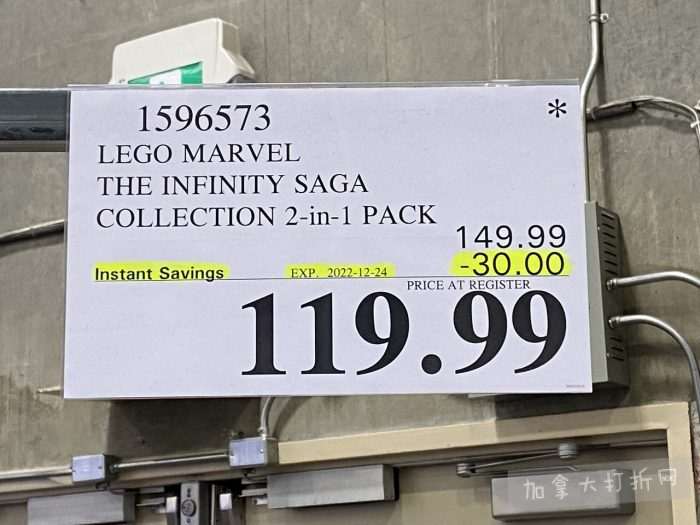 1596573 *
LEGO MARVEL
THE INFINITY SAGA
COLLECTION 2-in-1 PACK
149.99
Instant Savings EXP. 2022-12-24 -30.00
PRICE AT REGISTER
119.99
加拿大打折网